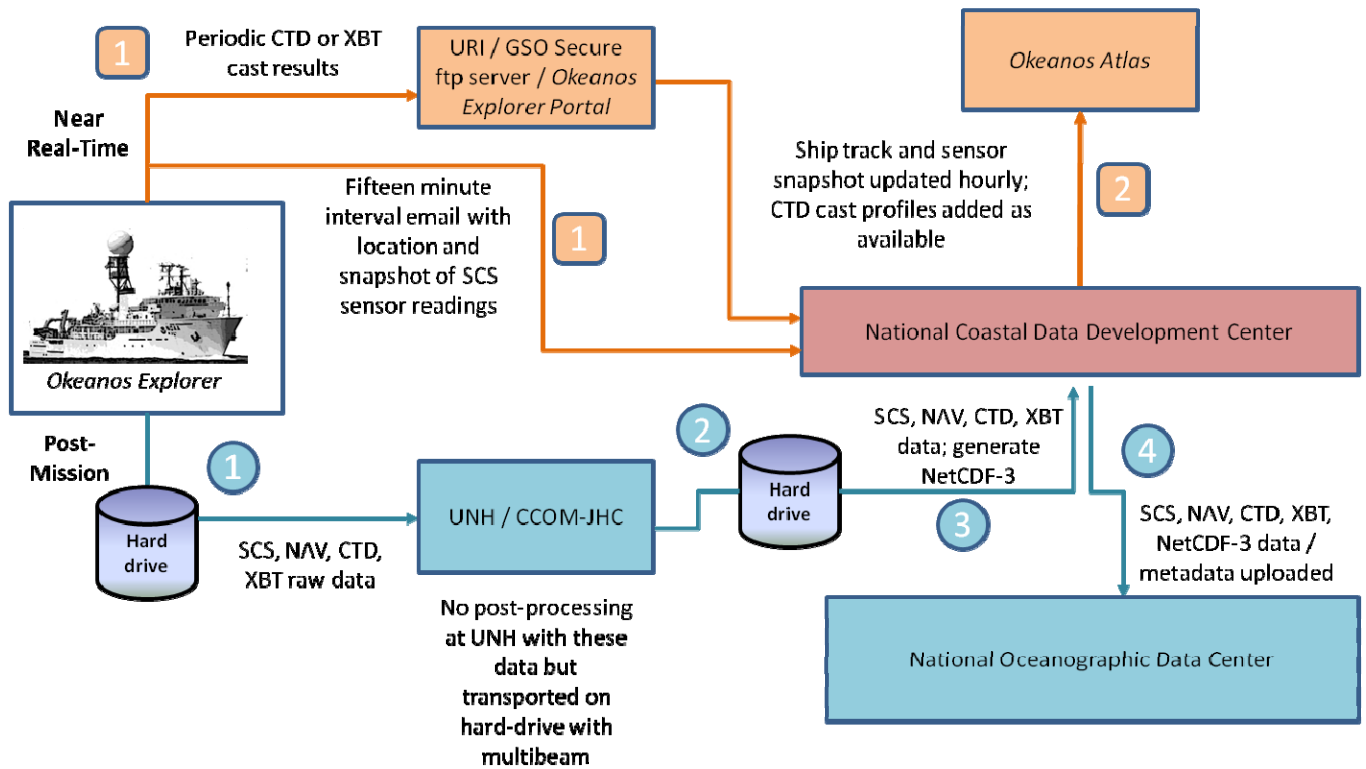 1
Periodic CTD or XBT
cast results
URI / GSO Secure
ftp server / Okeanos
Explorer Portal
Okeanos Atlas
Near
Real-Time
Fifteen minute
interval email with
location and
snapshot of SCS
sensor readings
1
Ship track and sensor
snapshot updated hourly;
CTD cast profiles added as
available
2
National Coastal Data Development Center
Okeanos Explorer
Post-
Mission
1
Hard
drive
SCS, NAV, CTD,
XBT raw data
UNH / CCOM-JHC
No post-processing
at UNH with these
data but
transported on
hard-drive with
multibeam
2
Hard
drive
SCS, NAV, CTD, XBT
data; generate
NetCDF-3
3
4
SCS, NAV, CTD, XBT,
NetCDF-3 data /
metadata uploaded
National Oceanographic Data Center